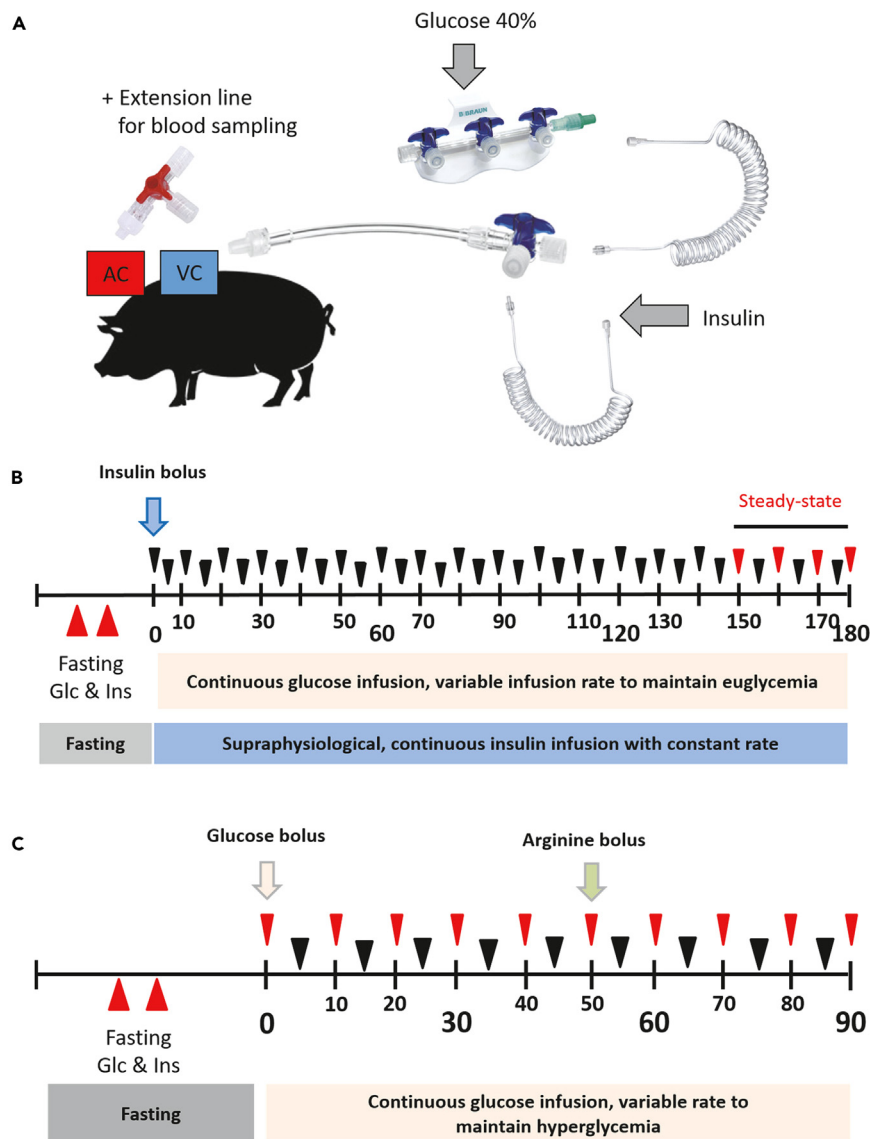 A
Glucose 40%
+ Extension line
for blood sampling
B|BRAUN
AC
VC
Insulin
B
Insulin bolus
Steady-state
0
10
30
50
60
70
90
110
120
130
150
170
180
Fasting
Glc & Ins
Continuous glucose infusion, variable infusion rate to maintain euglycemia
Fasting
Supraphysiological, continuous insulin infusion with constant rate
C
Glucose bolus
Arginine bolus
0
10
20
30
40
50
60
70
80
90
Fasting
Glc & Ins
Fasting
Continuous glucose infusion, variable rate to
maintain hyperglycemia